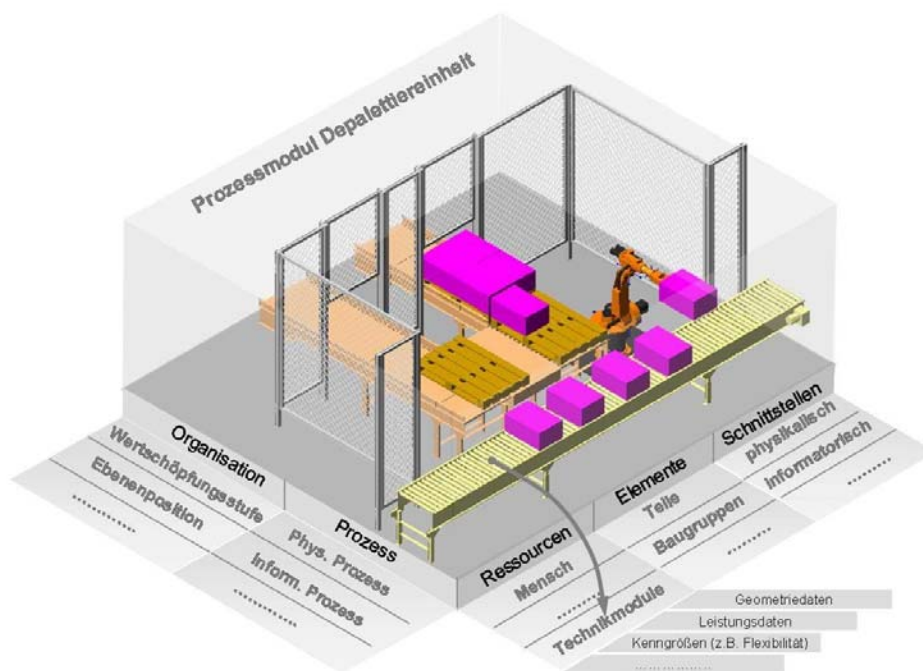 Prozessmodul Depalettiereinheit
Organisation
Wertschöpfungsstufe
Ebenenposition
..........
Prozess
Phys. Prozess
Inform. Prozess
..........
Ressourcen
Mensch
........
Technikmodule
Elemente
Teile
Baugruppen
........
Schnittstellen
physikalisch
informatorisch
........
Geometriedaten
Leistungsdaten
Kenngrößen (z.B. Flexibilität)
..................